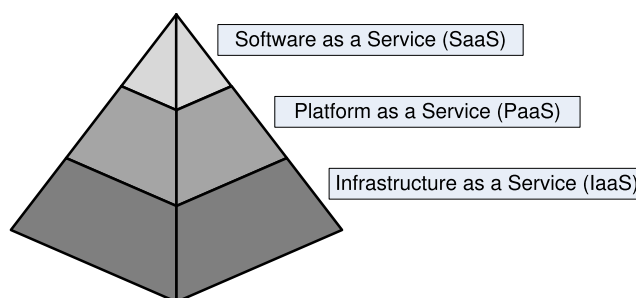 Software as a Service (SaaS)
Platform as a Service (PaaS)
Infrastructure as a Service (IaaS)